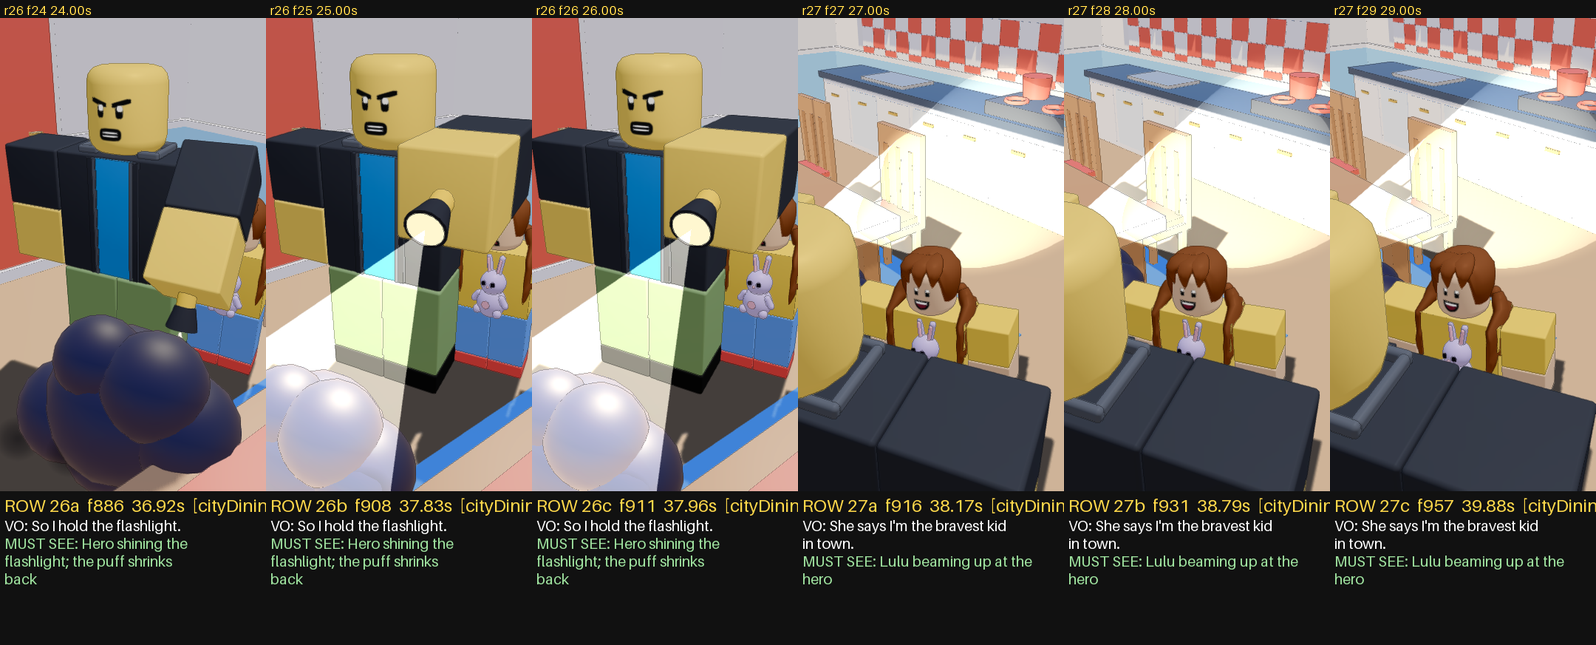 r26 f24 24.00s
r26 f25 25.00s
r26 f26 26.00s
r27 f27 27.00s
r27 f28 28.00s
r27 f29 29.00s
ROW 26a f886 36.92s [cityDinin
VO: So I hold the flashlight.
MUST SEE: Hero shining the
flashlight; the puff shrinks
back
ROW 26b f908 37.83s [cityDinin
VO: So I hold the flashlight.
MUST SEE: Hero shining the
flashlight; the puff shrinks
back
ROW 26c f911 37.96s [cityDinin
VO: So I hold the flashlight.
MUST SEE: Hero shining the
flashlight; the puff shrinks
back
ROW 27a f916 38.17s [cityDinin
VO: She says I'm the bravest kid
in town.
MUST SEE: Lulu beaming up at the
hero
ROW 27b f931 38.79s [cityDinin
VO: She says I'm the bravest kid
in town.
MUST SEE: Lulu beaming up at the
hero
ROW 27c f957 39.88s [cityDinin
VO: She says I'm the bravest kid
in town.
MUST SEE: Lulu beaming up at the
hero